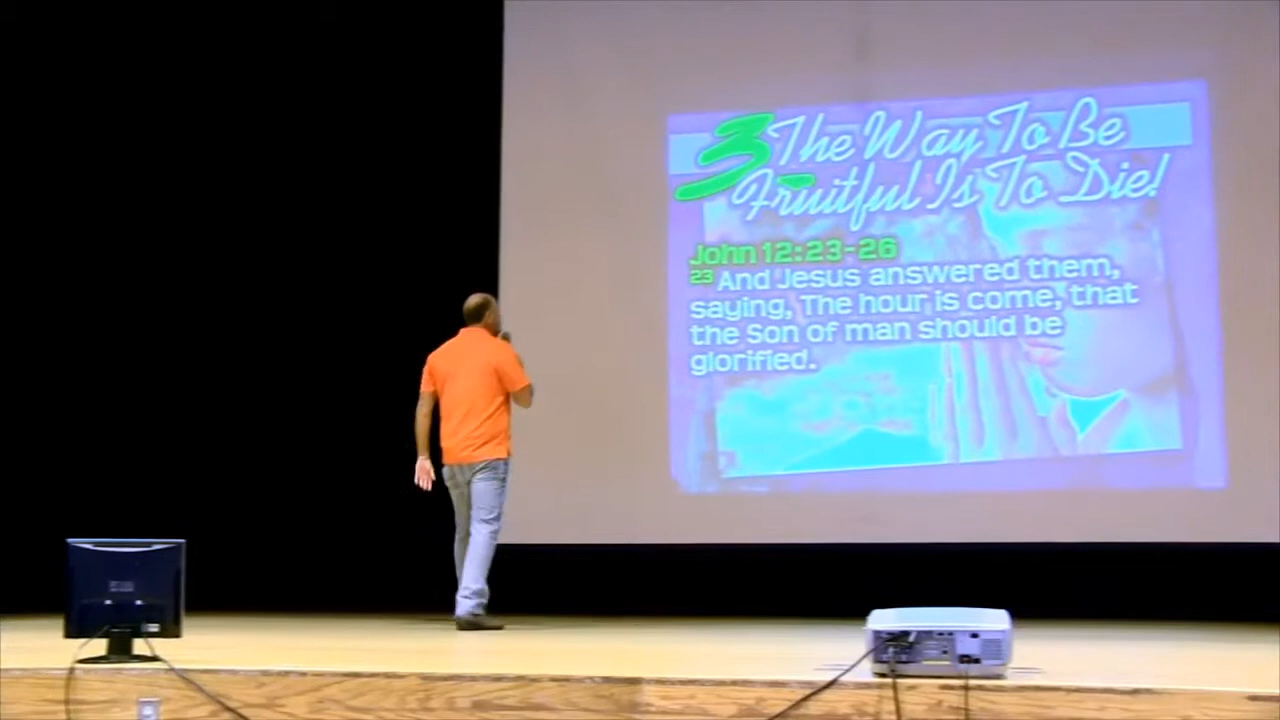 3 The Way To Be
Fruitful Is To Die!
John 12:23-26
23 And Jesus answered them,
saying, The hour is come, that
the Son of man should be
glorified.